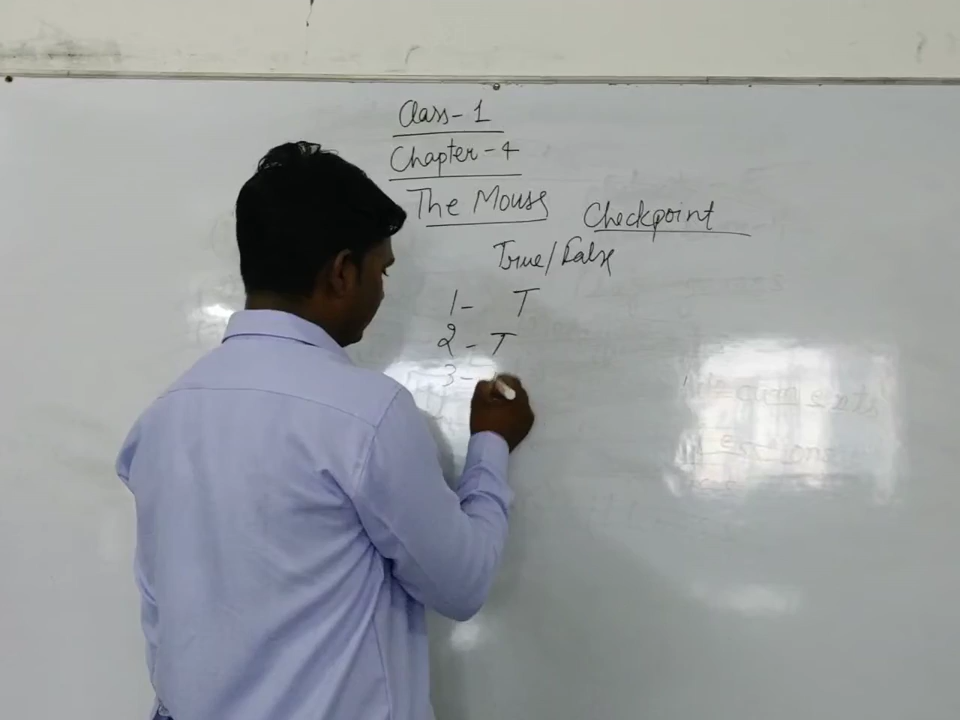 Class-1
Chapter-4
The Mouse
Checkpoint
True/False
1- T
2 - T
3-